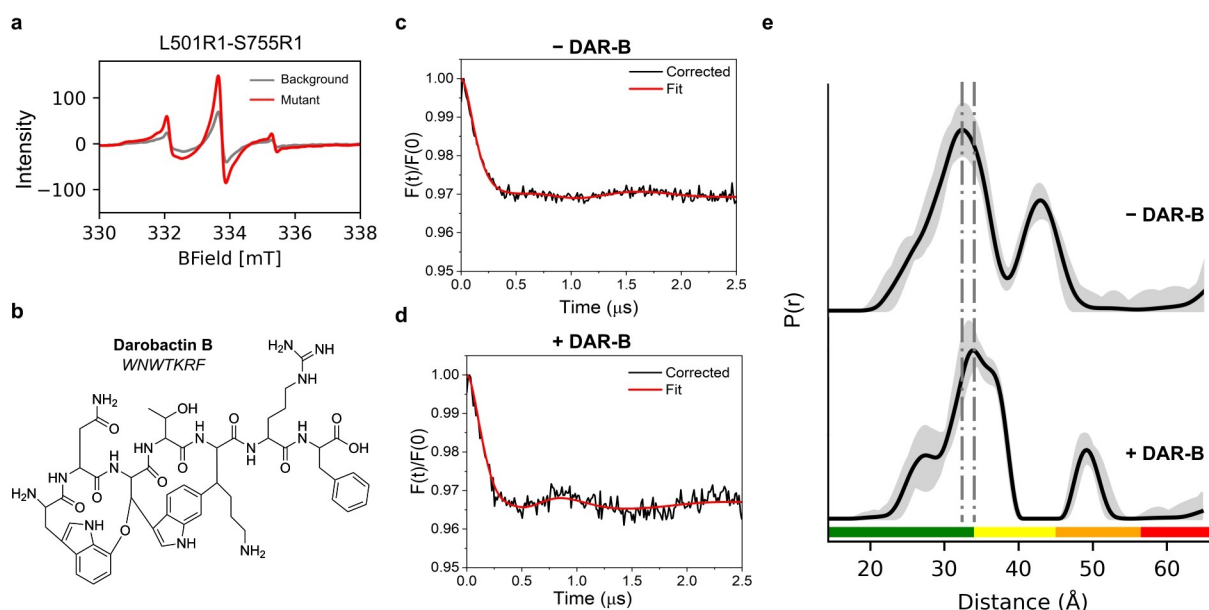 a
L501R1-S755R1
Background
Mutant
100
0
−100
Intensity
330
332
334
336
338
BField [mT]
b
Darobactin B
WNWTKRF
H₂N
NH
NH
NH₂
O
OH
O
H
N
O
H
N
O
OH
N
H
O
N
H
O
N
H
O
N
H
O
H₂N
O
NH
O
NH
NH₂
c
− DAR-B
Corrected
Fit
1.00
0.99
0.98
0.97
0.96
0.95
F(t)/F(0)
0.0
0.5
1.0
1.5
2.0
2.5
Time (μs)
d
+ DAR-B
Corrected
Fit
1.00
0.99
0.98
0.97
0.96
0.95
F(t)/F(0)
0.0
0.5
1.0
1.5
2.0
2.5
Time (μs)
e
− DAR-B
+ DAR-B
P(r)
20
30
40
50
60
Distance (Å)